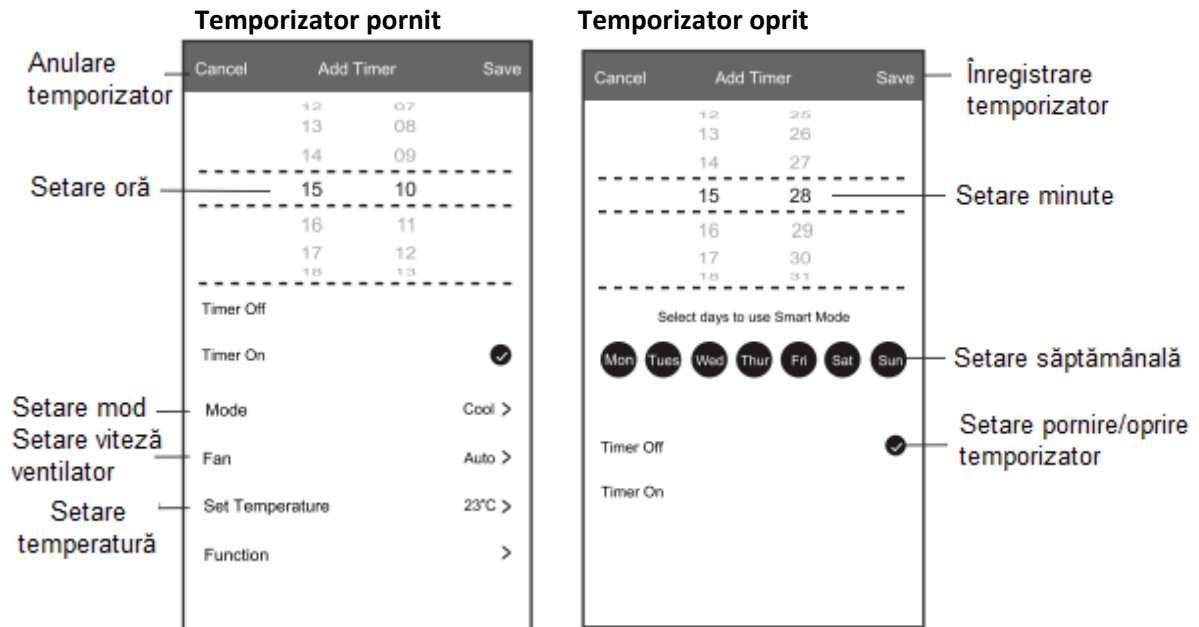 Temporizator pornit
Temporizator oprit
Anulare
temporizator
Setare oră
Setare mod
Setare viteză
ventilator
Setare
temperatură
Cancel Add Timer Save
12 07
13 08
14 09
15 10
16 11
17 12
18 13
Timer Off
Timer On
Mode Cool >
Fan Auto >
Set Temperature 23°C >
Function >
Cancel Add Timer Save
12 25
13 26
14 27
15 28
16 29
17 30
18 31
Select days to use Smart Mode
Mon Tues Wed Thur Fri Sat Sun
Timer Off
Timer On
Înregistrare
temporizator
Setare minute
Setare săptămânală
Setare pornire/oprire
temporizator